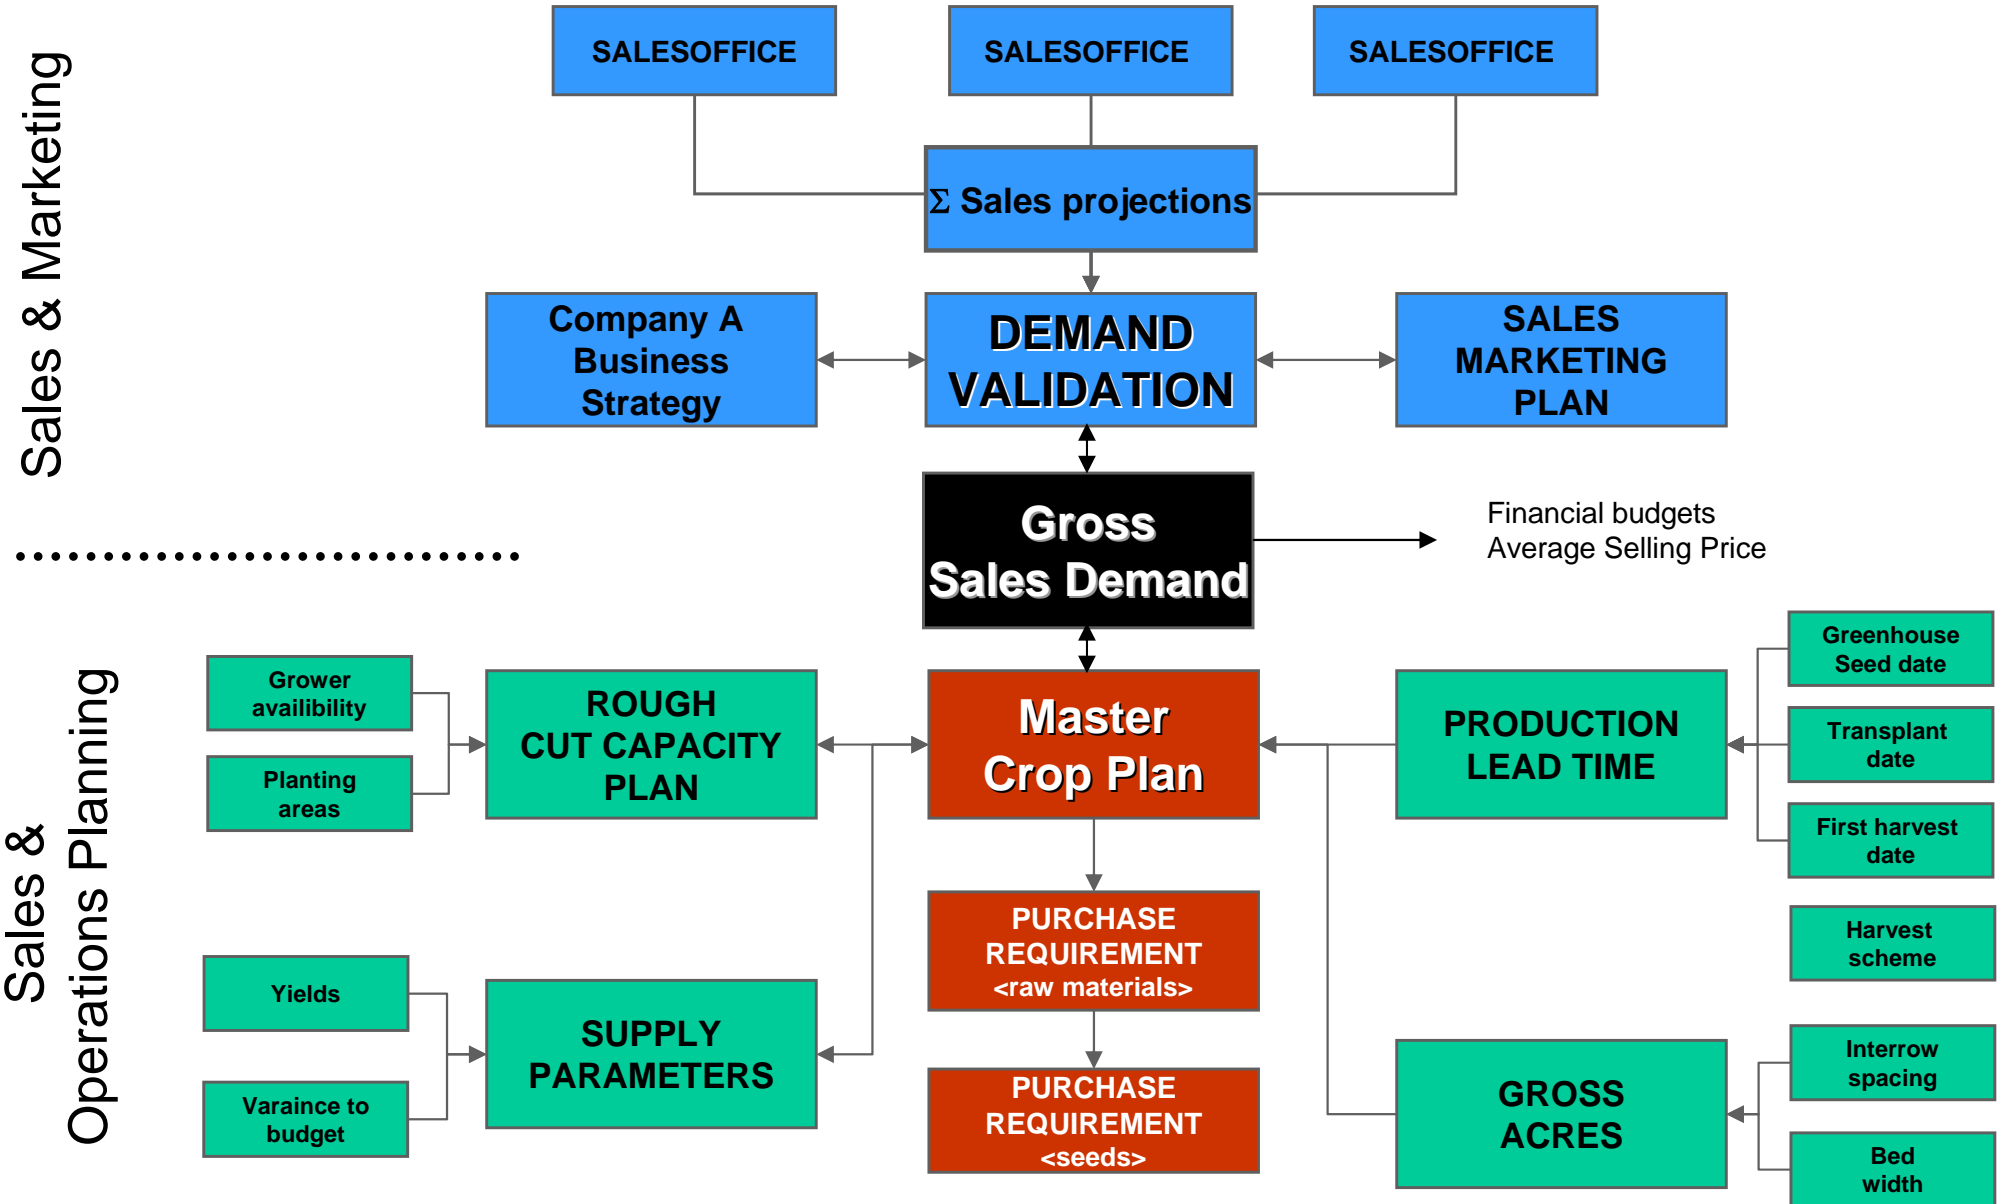 Sales & Marketing
SALESOFFICE
SALESOFFICE
SALESOFFICE
Σ Sales projections
Company A
Business
Strategy
DEMAND
VALIDATION
SALES
MARKETING
PLAN
Gross
Sales Demand
Financial budgets
Average Selling Price
Sales &
Operations Planning
Grower
availibility
Planting
areas
ROUGH
CUT CAPACITY
PLAN
Master
Crop Plan
PRODUCTION
LEAD TIME
Greenhouse
Seed date
Transplant
date
First harvest
date
Harvest
scheme
Yields
Varaince to
budget
SUPPLY
PARAMETERS
PURCHASE
REQUIREMENT
<raw materials>
PURCHASE
REQUIREMENT
<seeds>
GROSS
ACRES
Interrow
spacing
Bed
width